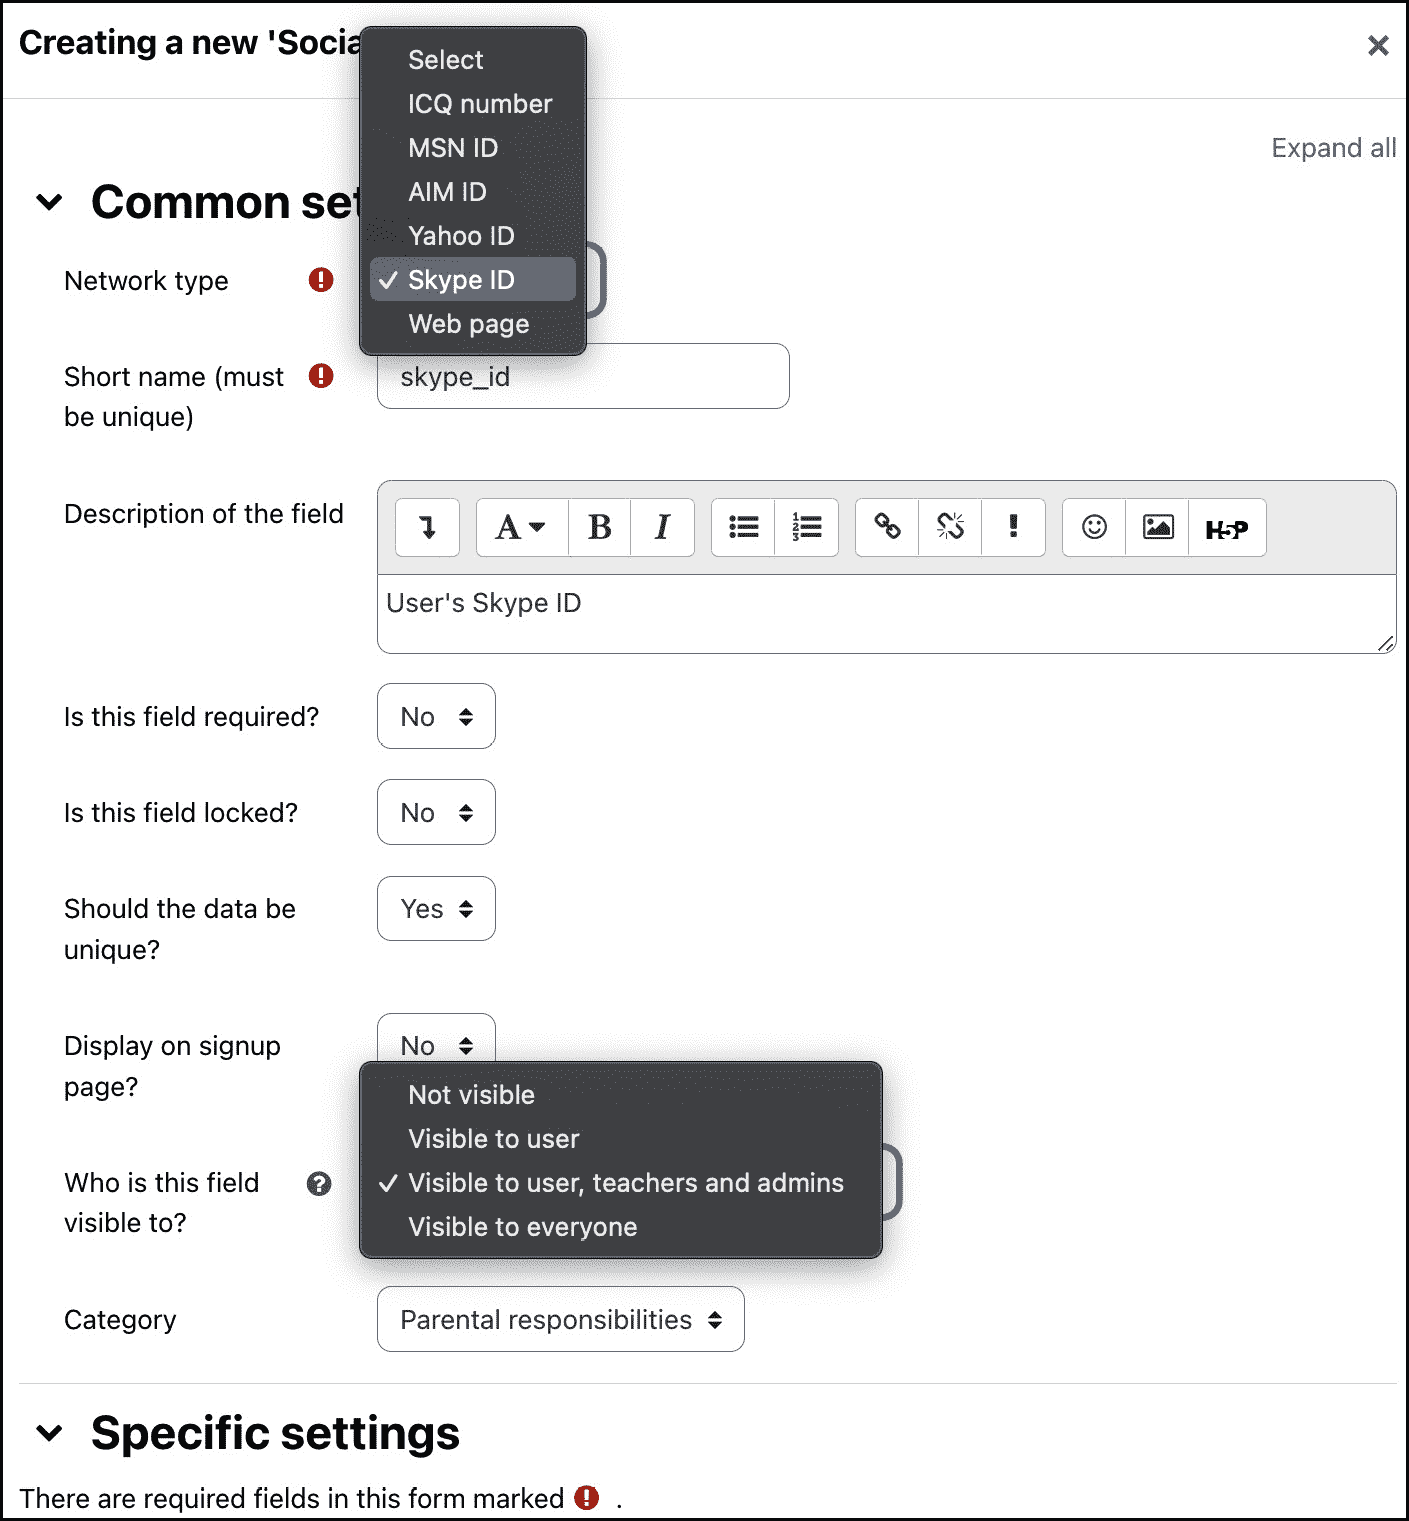 Creating a new 'Socia
Select
ICQ number
MSN ID
AIM ID
Yahoo ID
Skype ID
Web page
Expand all
Common set
Network type
Short name (must
be unique)
skype_id
Description of the field
A B I H5P
User's Skype ID
Is this field required? No
Is this field locked? No
Should the data be
unique?
Yes
Display on signup
page?
No
Not visible
Visible to user
Visible to user, teachers and admins
Visible to everyone
Who is this field
visible to?
Category Parental responsibilities
Specific settings
There are required fields in this form marked .